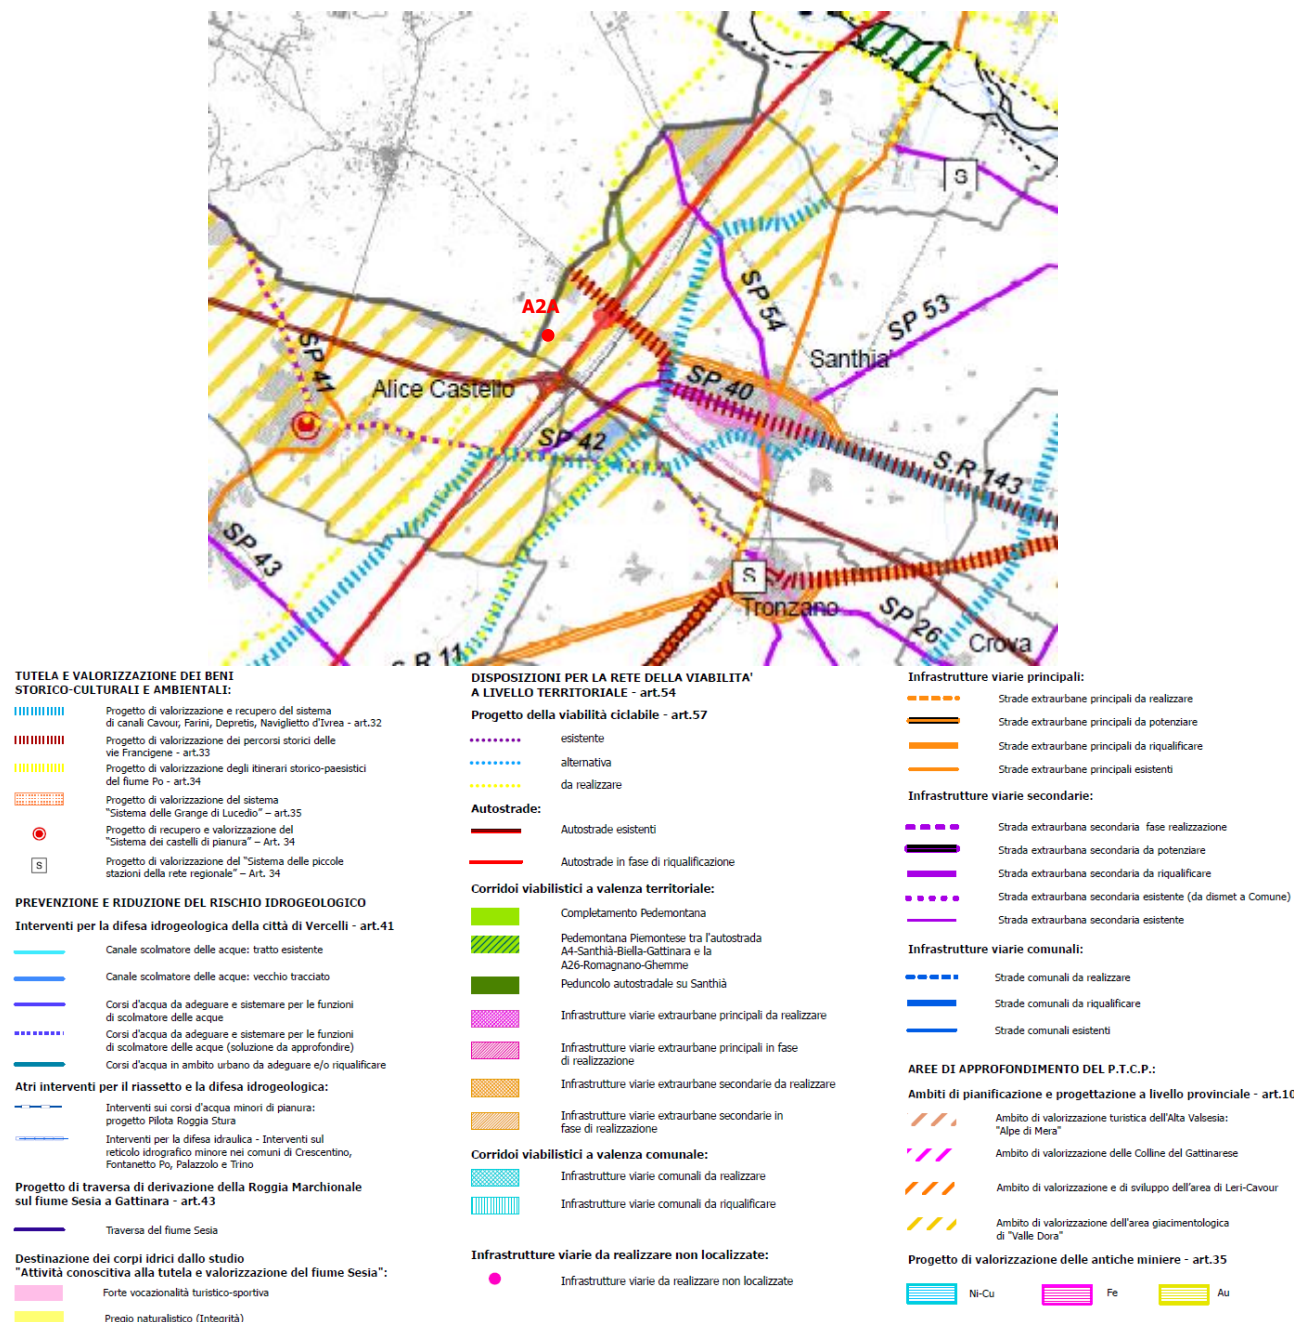 S
A2A
SP 54
SP 53
SP 41
Santhia'
Alice Castello
SP 40
SP 42
S.R 143
SP 43
S
Tronzano
SP 26
Crova
S.R 11
TUTELA E VALORIZZAZIONE DEI BENI
STORICO-CULTURALI E AMBIENTALI:
Progetto di valorizzazione e recupero del sistema
di canali Cavour, Farini, Depretis, Naviglietto d'Ivrea - art.32
Progetto di valorizzazione dei percorsi storici delle
vie Francigene - art.33
Progetto di valorizzazione degli itinerari storico-paesistici
del fiume Po - art.34
Progetto di valorizzazione del sistema
"Sistema delle Grange di Lucedio" – art.35
Progetto di recupero e valorizzazione del
"Sistema dei castelli di pianura" – Art. 34
S
Progetto di valorizzazione del "Sistema delle piccole
stazioni della rete regionale" – Art. 34
PREVENZIONE E RIDUZIONE DEL RISCHIO IDROGEOLOGICO
Interventi per la difesa idrogeologica della città di Vercelli - art.41
Canale scolmatore delle acque: tratto esistente
Canale scolmatore delle acque: vecchio tracciato
Corsi d'acqua da adeguare e sistemare per le funzioni
di scolmatore delle acque
Corsi d'acqua da adeguare e sistemare per le funzioni
di scolmatore delle acque (soluzione da approfondire)
Corsi d'acqua in ambito urbano da adeguare e/o riqualificare
Atri interventi per il riassetto e la difesa idrogeologica:
Interventi sui corsi d'acqua minori di pianura:
progetto Pilota Roggia Stura
Interventi per la difesa idraulica - Interventi sul
reticolo idrografico minore nei comuni di Crescentino,
Fontanetto Po, Palazzolo e Trino
Progetto di traversa di derivazione della Roggia Marchionale
sul fiume Sesia a Gattinara - art.43
Traversa del fiume Sesia
Destinazione dei corpi idrici dallo studio
"Attività conoscitiva alla tutela e valorizzazione del fiume Sesia":
Forte vocazionalità turistico-sportiva
Pregio naturalistico (Integrità)
DISPOSIZIONI PER LA RETE DELLA VIABILITA'
A LIVELLO TERRITORIALE - art.54
Progetto della viabilità ciclabile - art.57
esistente
alternativa
da realizzare
Autostrade:
Autostrade esistenti
Autostrade in fase di riqualificazione
Corridoi viabilistici a valenza territoriale:
Completamento Pedemontana
Pedemontana Piemontese tra l'autostrada
A4-Santhià-Biella-Gattinara e la
A26-Romagnano-Ghemme
Peduncolo autostradale su Santhià
Infrastrutture viarie extraurbane principali da realizzare
Infrastrutture viarie extraurbane principali in fase
di realizzazione
Infrastrutture viarie extraurbane secondarie da realizzare
Infrastrutture viarie extraurbane secondarie in
fase di realizzazione
Corridoi viabilistici a valenza comunale:
Infrastrutture viarie comunali da realizzare
Infrastrutture viarie comunali da riqualificare
Infrastrutture viarie da realizzare non localizzate:
Infrastrutture viarie da realizzare non localizzate
Infrastrutture viarie principali:
Strade extraurbane principali da realizzare
Strade extraurbane principali da potenziare
Strade extraurbane principali da riqualificare
Strade extraurbane principali esistenti
Infrastrutture viarie secondarie:
Strada extraurbana secondaria fase realizzazione
Strada extraurbana secondaria da potenziare
Strada extraurbana secondaria da riqualificare
Strada extraurbana secondaria esistente (da dismet a Comune)
Strada extraurbana secondaria esistente
Infrastrutture viarie comunali:
Strade comunali da realizzare
Strade comunali da riqualificare
Strade comunali esistenti
AREE DI APPROFONDIMENTO DEL P.T.C.P.:
Ambiti di pianificazione e progettazione a livello provinciale - art.10
Ambito di valorizzazione turistica dell'Alta Valsesia:
"Alpe di Mera"
Ambito di valorizzazione delle Colline del Gattinarese
Ambito di valorizzazione e di sviluppo dell'area di Leri-Cavour
Ambito di valorizzazione dell'area giacimentologica
di "Valle Dora"
Progetto di valorizzazione delle antiche miniere - art.35
Ni-Cu
Fe
Au